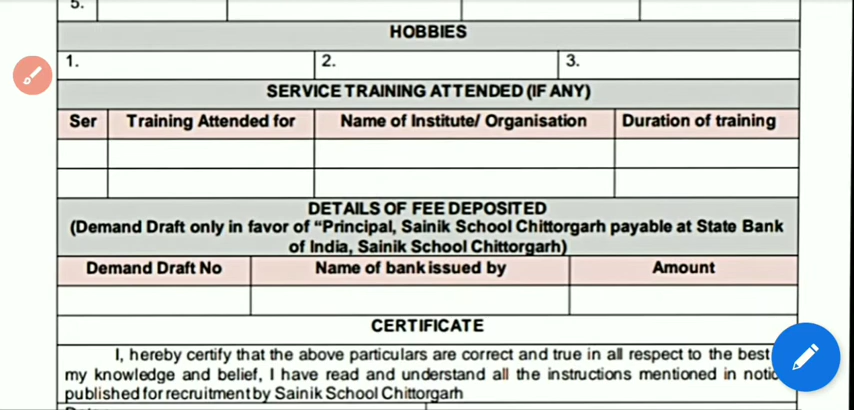 5.
HOBBIES
1. 2. 3.
SERVICE TRAINING ATTENDED (IF ANY)
Ser Training Attended for Name of Institute/ Organisation Duration of training
DETAILS OF FEE DEPOSITED
(Demand Draft only in favor of “Principal, Sainik School Chittorgarh payable at State Bank
of India, Sainik School Chittorgarh)
Demand Draft No Name of bank issued by Amount
CERTIFICATE
I, hereby certify that the above particulars are correct and true in all respect to the best
my knowledge and belief, I have read and understand all the instructions mentioned in notic
published for recruitment by Sainik School Chittorgarh